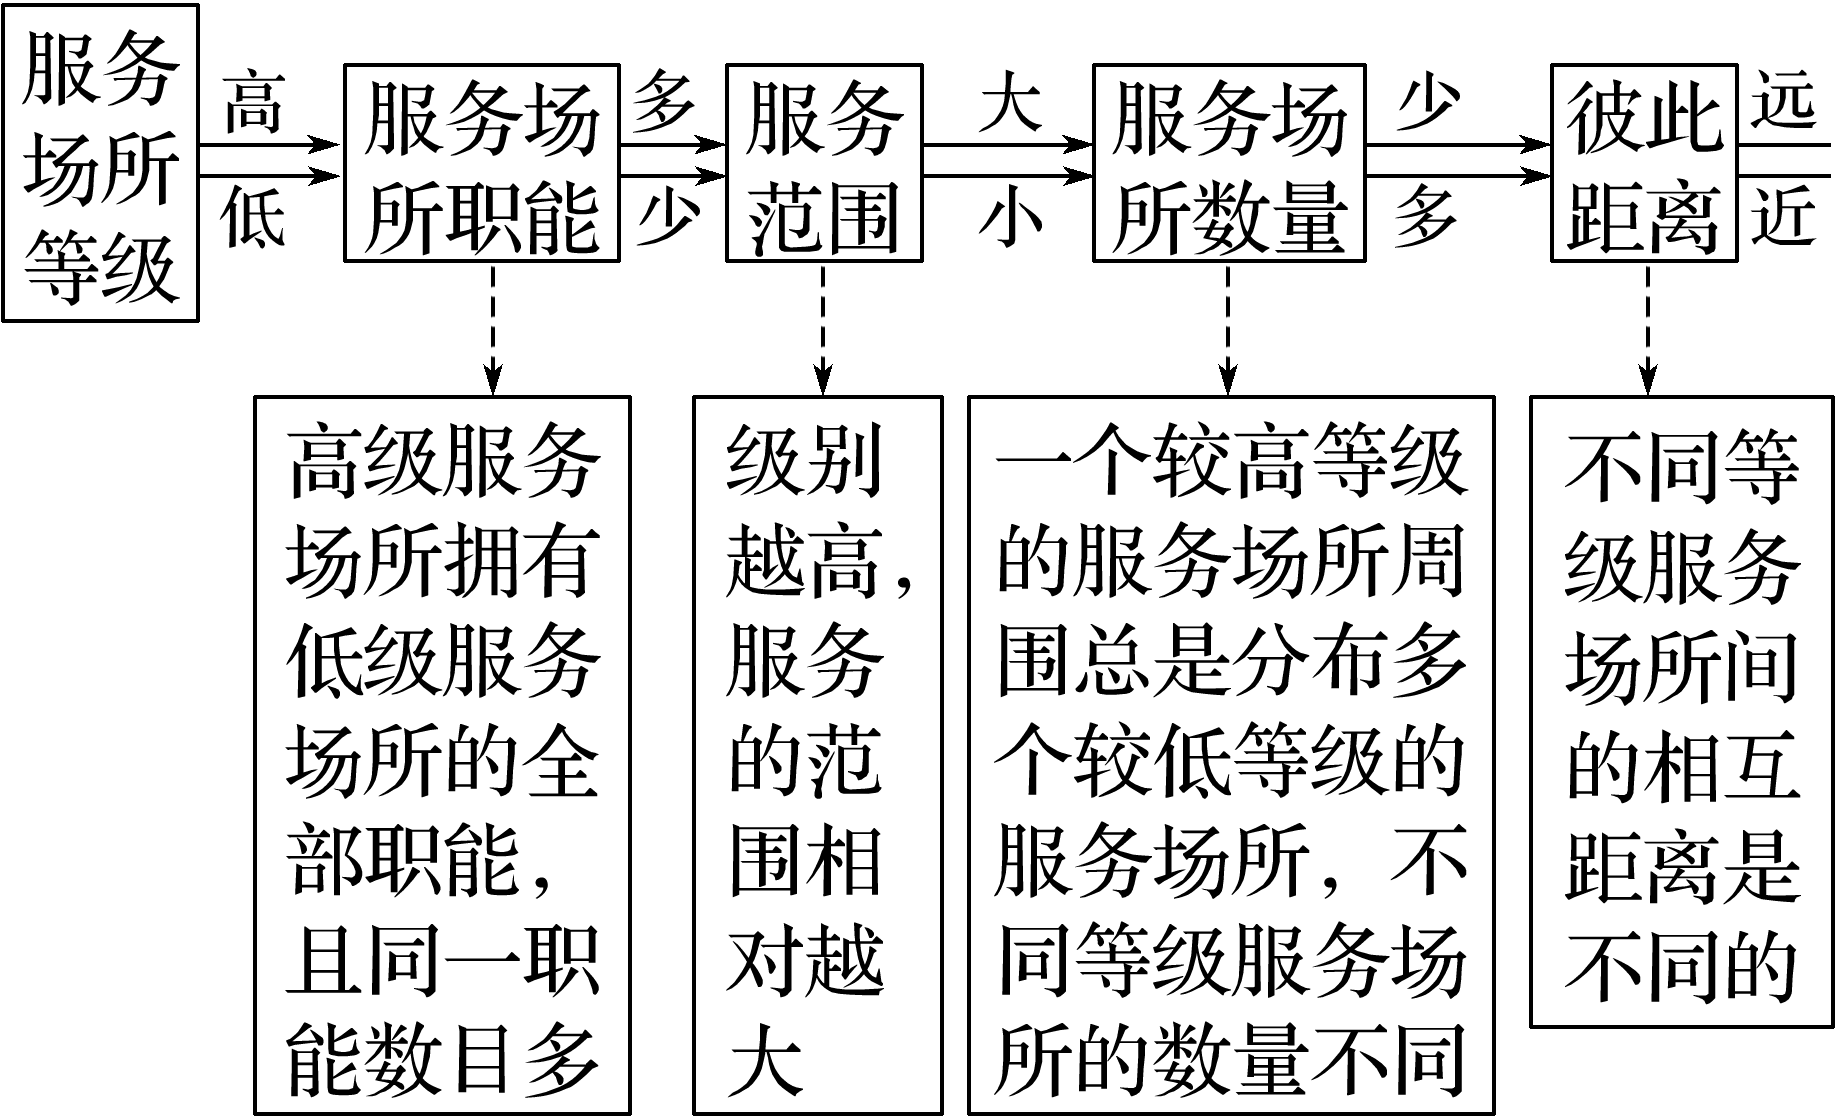 服务
场所
等级
高
低
服务场
所职能
多
少
服务
范围
大
小
服务场
所数量
少
多
彼此
距离
远
近
高级服务
场所拥有
低级服务
场所的全
部职能，
且同一职
能数目多
级别
越高，
服务
的范
围相
对越
大
一个较高等级
的服务场所周
围总是分布多
个较低等级的
服务场所，不
同等级服务场
所的数量不同
不同等
级服务
场所间
的相互
距离是
不同的